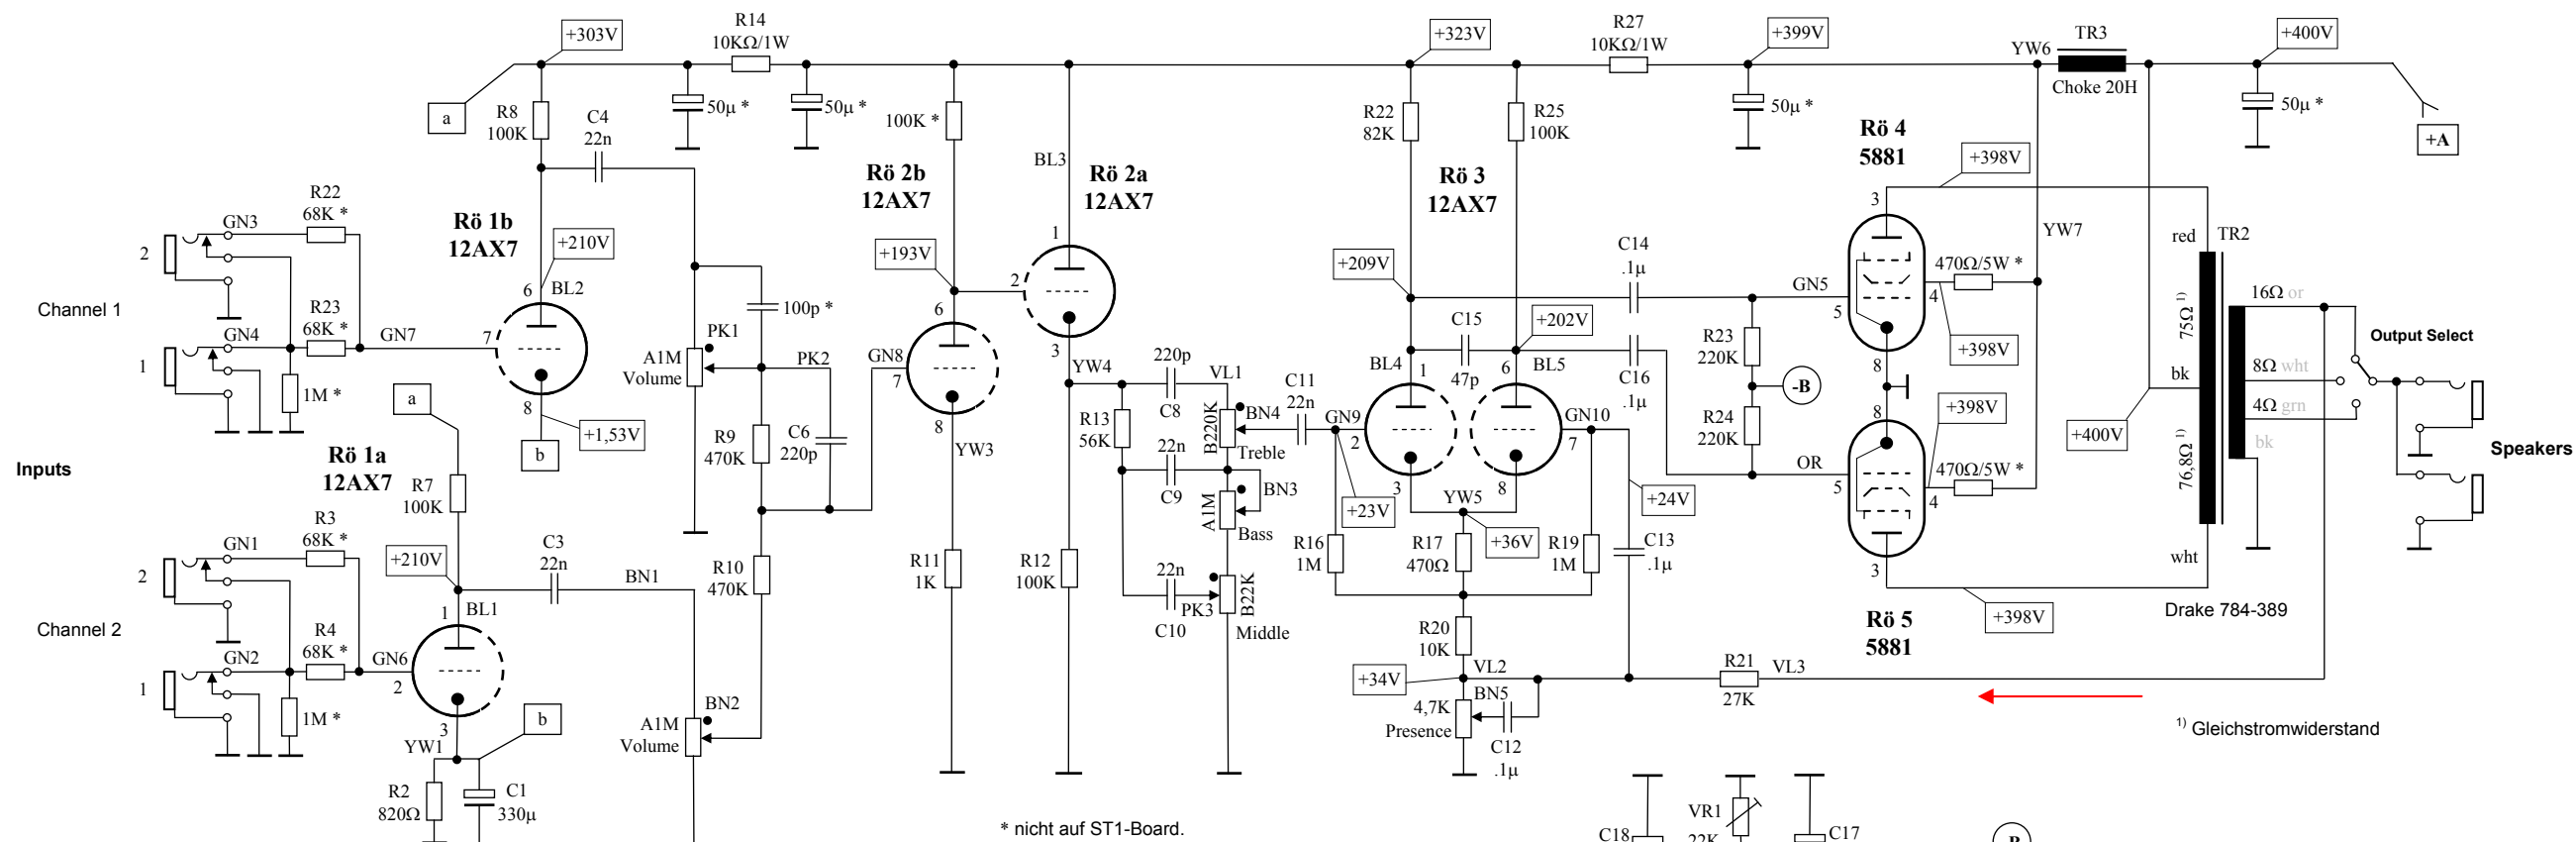 +303V
R14
10KΩ/1W
+323V
R27
10KΩ/1W
+399V
YW6
TR3
Choke 20H
+400V
a
R8
100K
C4
22n
50μ *
50μ *
100K *
BL3
R22
82K
R25
100K
50μ *
50μ *
+A
Rö 4
5881
+398V
Rö 2b
12AX7
Rö 2a
12AX7
Rö 3
12AX7
3
R22
68K *
GN3
2
Rö 1b
12AX7
+210V
+193V
1
2
+209V
C14
.1μ
GN5
5
470Ω/5W *
4
YW7
red
TR2
Channel 1
R23
68K *
GN4
1
GN7
7
6
BL2
100p *
PK1
A1M
Volume
PK2
6
GN8
7
3
YW4
220p
C8
VL1
C15
47p
+202V
C16
.1μ
R23
220K
-B
R24
220K
+398V
8
75Ω 1)
bk
16Ω or
8Ω wht
4Ω grn
bk
Output Select
1M *
8
+1,53V
b
a
R9
470K
C6
220p
8
YW3
R13
56K
B220K
Treble
BN4
C11
22n
GN9
2
BL4
1
6
BL5
GN10
7
8
+398V
+400V
76,8Ω 1)
Speakers
Inputs
Rö 1a
12AX7
R7
100K
22n
C9
A1M
BN3
Bass
+23V
3
YW5
8
+24V
OR
5
470Ω/5W *
4
R3
68K *
GN1
2
+210V
C3
22n
BN1
R10
470K
R11
1K
R12
100K
22n
C10
PK3
B22K
Middle
R16
1M
R17
470Ω
+36V
R19
1M
C13
.1μ
3
wht
Channel 2
R4
68K *
GN2
1
GN6
2
1
BL1
R20
10K
Rö 5
5881
+398V
Drake 784-389
1M *
3
YW1
b
A1M
Volume
BN2
+34V
VL2
R21
27K
VL3
4,7K
Presence
BN5
C12
.1μ
1) Gleichstromwiderstand
R2
820Ω
C1
330μ
* nicht auf ST1-Board.
C18
VR1
22K
C17
-B